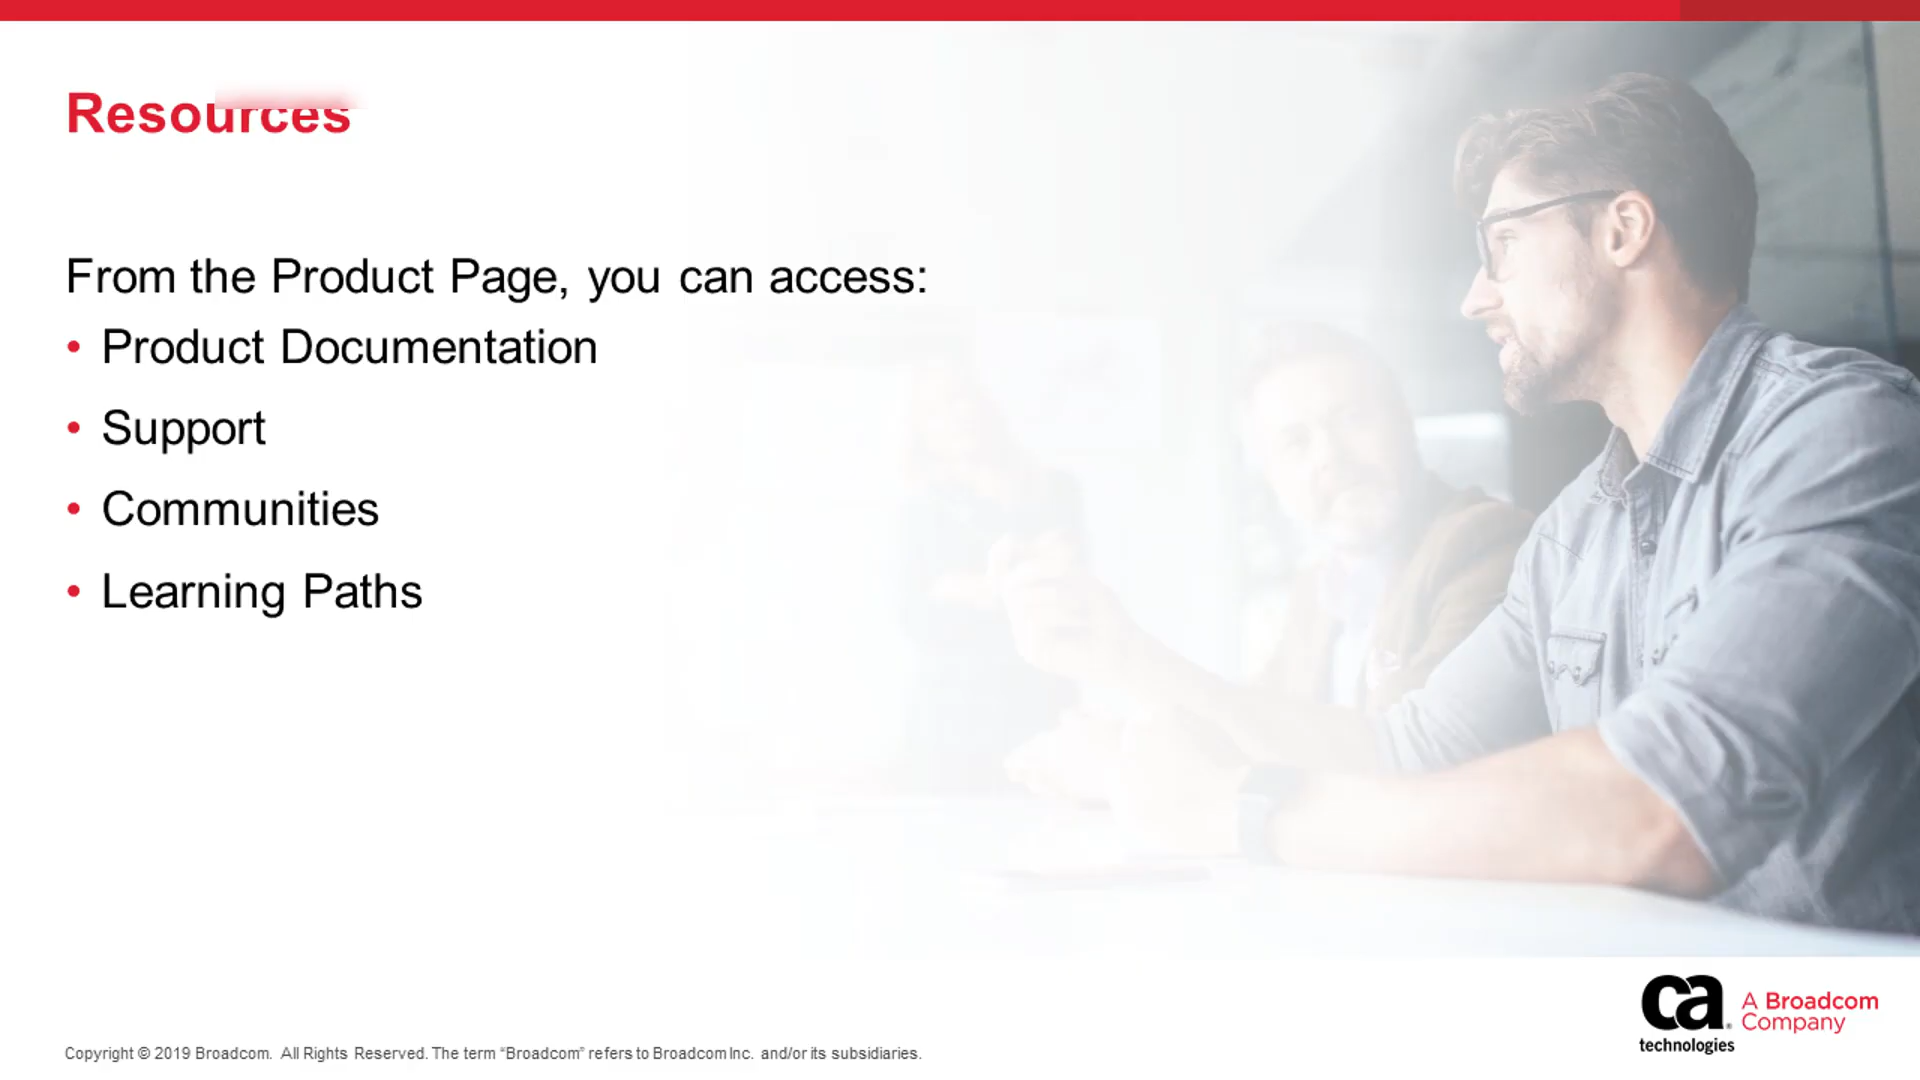 Resources
From the Product Page, you can access:
• Product Documentation
• Support
• Communities
• Learning Paths
ca
technologies
A Broadcom
Company
Copyright © 2019 Broadcom. All Rights Reserved. The term “Broadcom” refers to Broadcom Inc. and/or its subsidiaries.